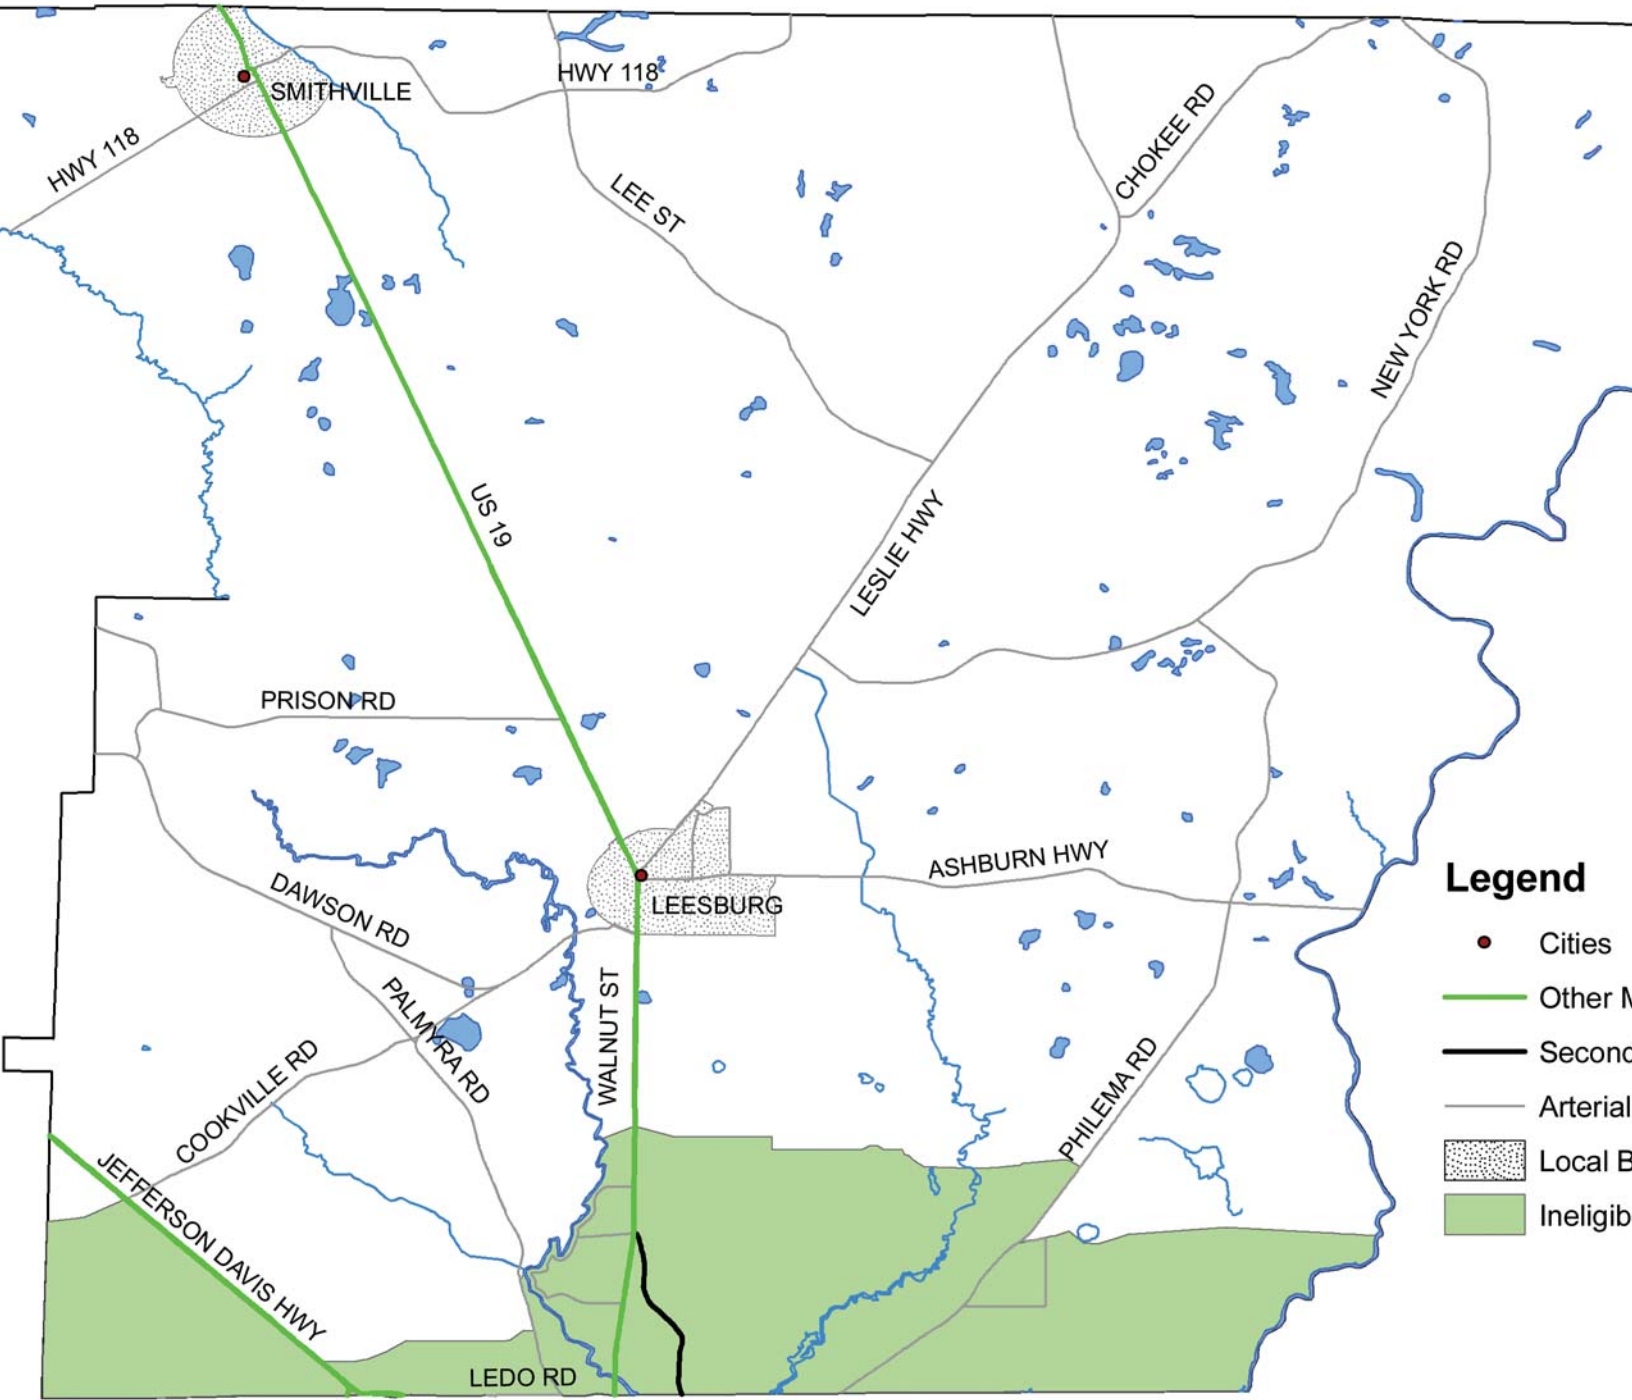 SMITHVILLE
HWY 118
HWY 118
CHOKEE RD
LEE ST
NEW YORK RD
US 19
LESLIE HWY
PRISON RD
ASHBURN HWY
LEESBURG
DAWSON RD
PALMYRA RD
WALNUT ST
COOKVILLE RD
PHILEMA RD
JEFFERSON DAVIS HWY
LEDO RD
Legend
Cities
Other M
Second
Arterial
Local B
Ineligib